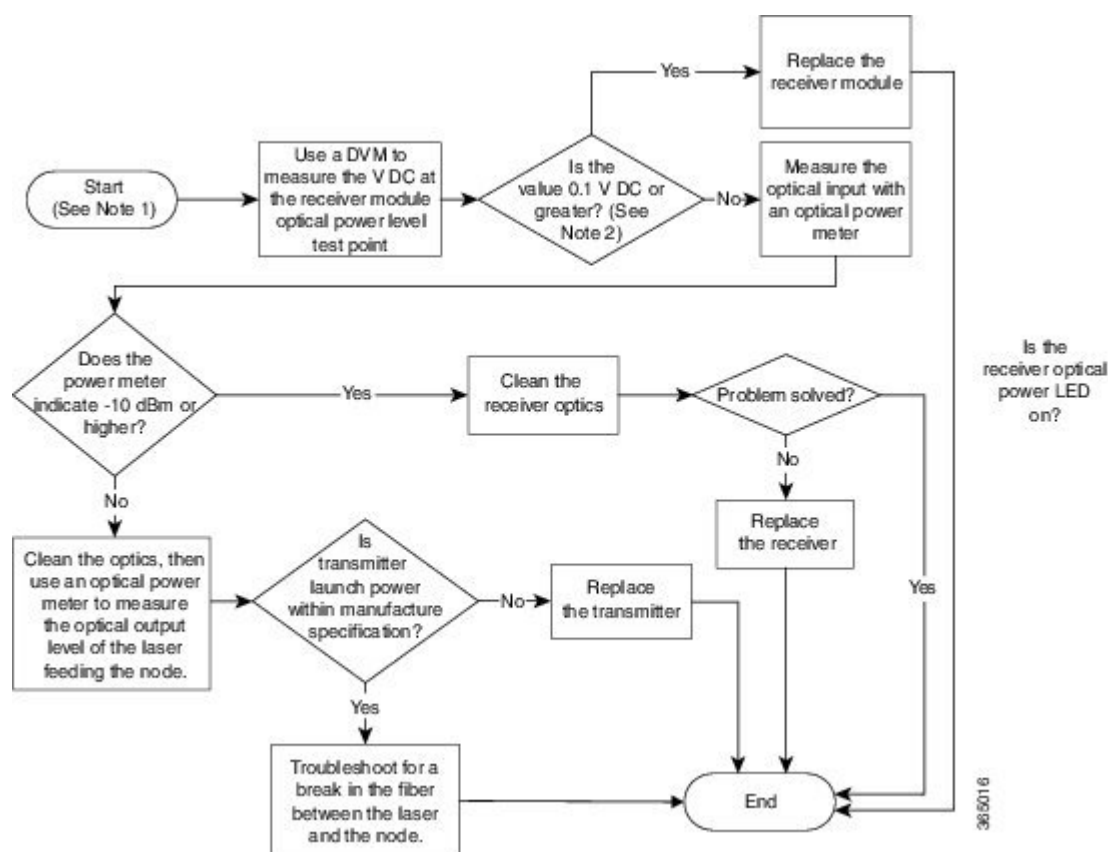 Start
(See Note 1)
Use a DVM to
measure the V DC at
the receiver module
optical power level
test point
Is the
value 0.1 V DC or
greater? (See
Note 2)
Yes
Replace the
receiver module
No
Measure the
optical input with
an optical power
meter
Does the
power meter
indicate -10 dBm or
higher?
Yes
Clean the
receiver optics
Problem solved?
Is the
receiver optical
power LED
on?
No
No
Replace
the receiver
Yes
Clean the optics, then
use an optical power
meter to measure
the optical output
level of the laser
feeding the node.
Is
transmitter
launch power
within manufacture
specification?
No
Replace
the transmitter
Yes
Troubleshoot for a
break in the fiber
between the laser
and the node.
End
365016